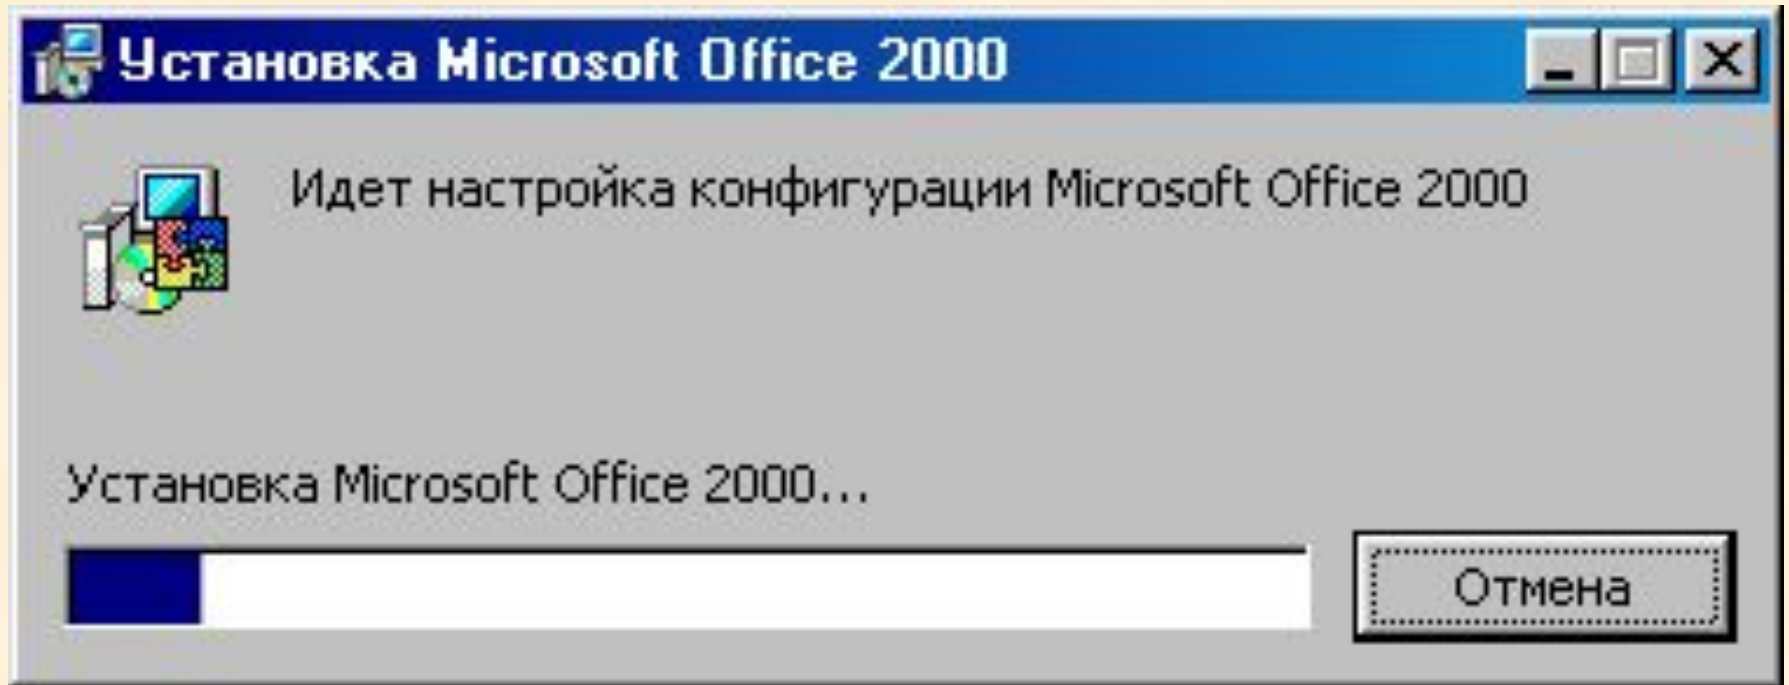 Установка Microsoft Office 2000
Идет настройка конфигурации Microsoft Office 2000
Установка Microsoft Office 2000...
Отмена